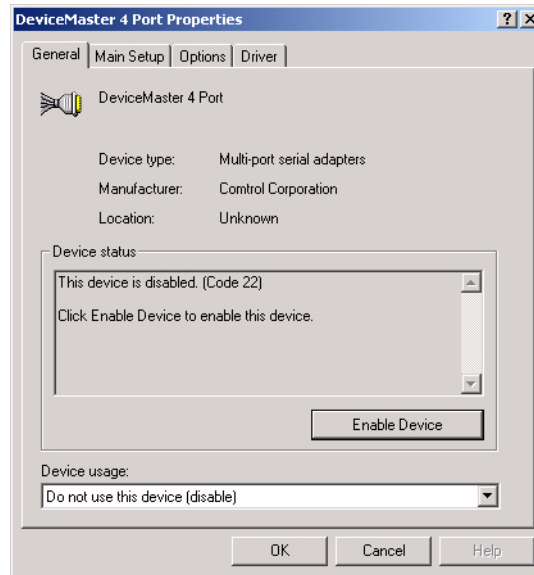 DeviceMaster 4 Port Properties
General Main Setup Options Driver
DeviceMaster 4 Port
Device type: Multi-port serial adapters
Manufacturer: Comtrol Corporation
Location: Unknown
Device status
This device is disabled. (Code 22)
Click Enable Device to enable this device.
Enable Device
Device usage:
Do not use this device (disable)
OK Cancel Help